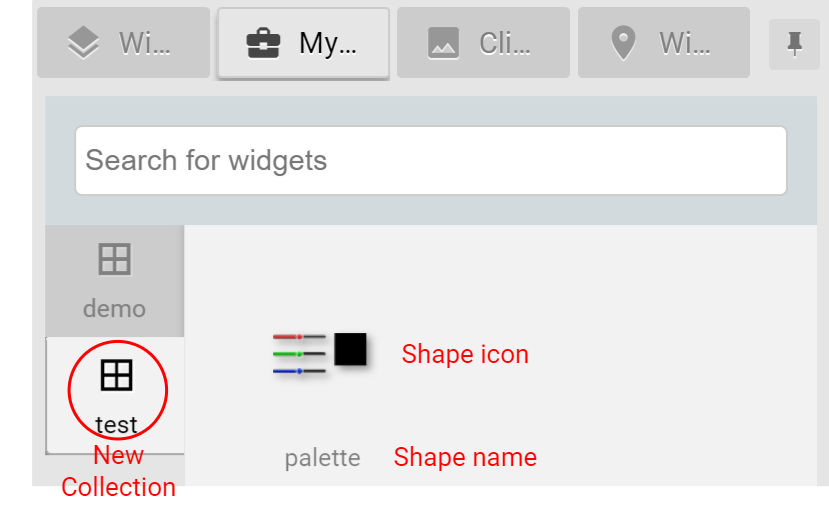 Wi... My... Cli... Wi...
Search for widgets
demo
Shape icon
test
New
Collection
palette Shape name